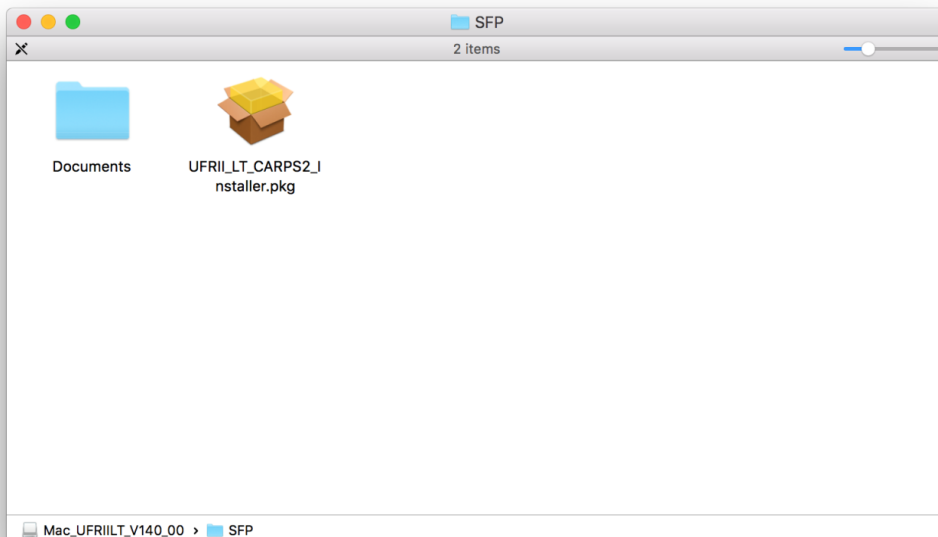 SFP
2 items
Documents
UFRII_LT_CARPS2_I
nstaller.pkg
Mac_UFRIILT_V140_00 › SFP